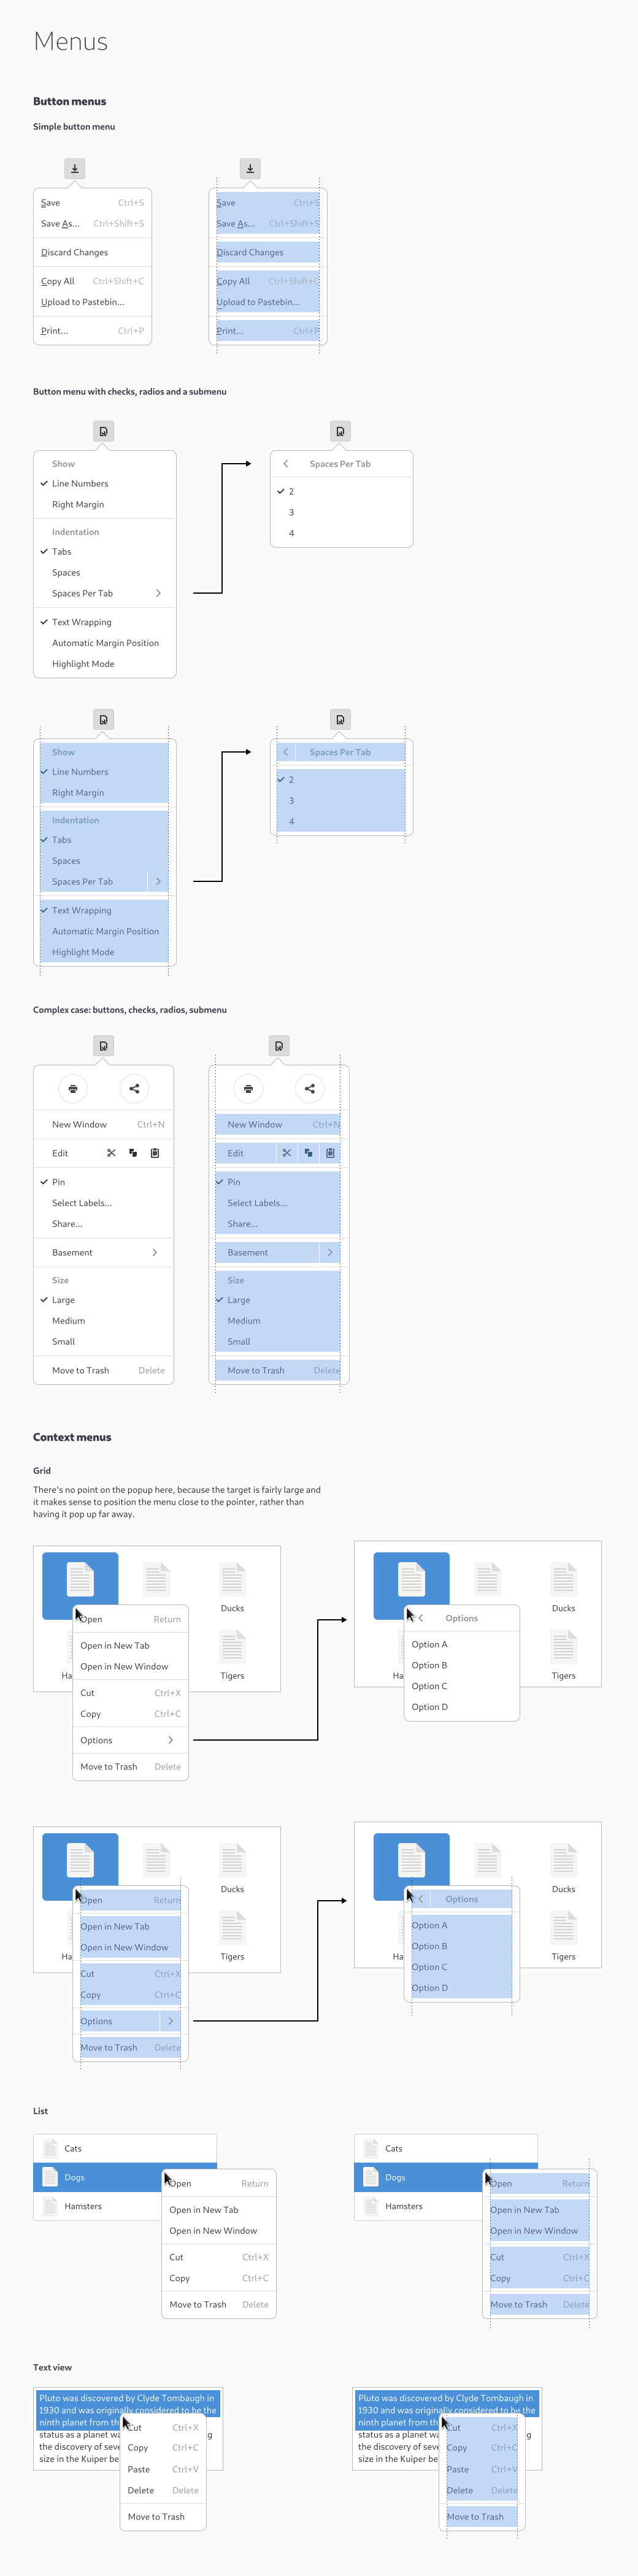 Menus
Button menus
Simple button menu
Save Ctrl+S
Save As... Ctrl+Shift+S
Discard Changes
Copy All Ctrl+Shift+C
Upload to Pastebin...
Print... Ctrl+P
Save Ctrl+S
Save As... Ctrl+Shift+S
Discard Changes
Copy All Ctrl+Shift+C
Upload to Pastebin...
Print... Ctrl+P
Button menu with checks, radios and a submenu
Show
Line Numbers
Right Margin
Indentation
Tabs
Spaces
Spaces Per Tab
Text Wrapping
Automatic Margin Position
Highlight Mode
Spaces Per Tab
2
3
4
Show
Line Numbers
Right Margin
Indentation
Tabs
Spaces
Spaces Per Tab
Text Wrapping
Automatic Margin Position
Highlight Mode
Spaces Per Tab
2
3
4
Complex case: buttons, checks, radios, submenu
New Window Ctrl+N
Edit
Pin
Select Labels...
Share...
Basement
Size
Large
Medium
Small
Move to Trash Delete
New Window Ctrl+N
Edit
Pin
Select Labels...
Share...
Basement
Size
Large
Medium
Small
Move to Trash Delete
Context menus
Grid
There's no point on the popup here, because the target is fairly large and
it makes sense to position the menu close to the pointer, rather than
having it pop up far away.
Ducks
Ha
Tigers
Open Return
Open in New Tab
Open in New Window
Cut Ctrl+X
Copy Ctrl+C
Options
Move to Trash Delete
Ducks
Ha
Tigers
Options
Option A
Option B
Option C
Option D
Ducks
Ha
Tigers
Open Return
Open in New Tab
Open in New Window
Cut Ctrl+X
Copy Ctrl+C
Options
Move to Trash Delete
Ducks
Ha
Tigers
Options
Option A
Option B
Option C
Option D
List
Cats
Dogs
Hamsters
Open Return
Open in New Tab
Open in New Window
Cut Ctrl+X
Copy Ctrl+C
Move to Trash Delete
Cats
Dogs
Hamsters
Open Return
Open in New Tab
Open in New Window
Cut Ctrl+X
Copy Ctrl+C
Move to Trash Delete
Text view
Pluto was discovered by Clyde Tombaugh in
1930 and was originally considered to be the
ninth planet from th
status as a planet wa g
the discovery of seve
size in the Kuiper be
Cut Ctrl+X
Copy Ctrl+C
Paste Ctrl+V
Delete Delete
Move to Trash
Pluto was discovered by Clyde Tombaugh in
1930 and was originally considered to be the
ninth planet from th
status as a planet wa g
the discovery of seve
size in the Kuiper be
Cut Ctrl+X
Copy Ctrl+C
Paste Ctrl+V
Delete Delete
Move to Trash